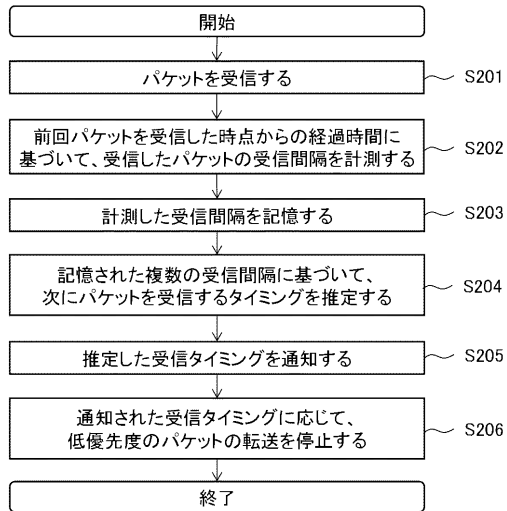 開始
パケットを受信する
S201
前回パケットを受信した時点からの経過時間に
基づいて、受信したパケットの受信間隔を計測する
S202
計測した受信間隔を記憶する
S203
記憶された複数の受信間隔に基づいて、
次にパケットを受信するタイミングを推定する
S204
推定した受信タイミングを通知する
S205
通知された受信タイミングに応じて、
低優先度のパケットの転送を停止する
S206
終了